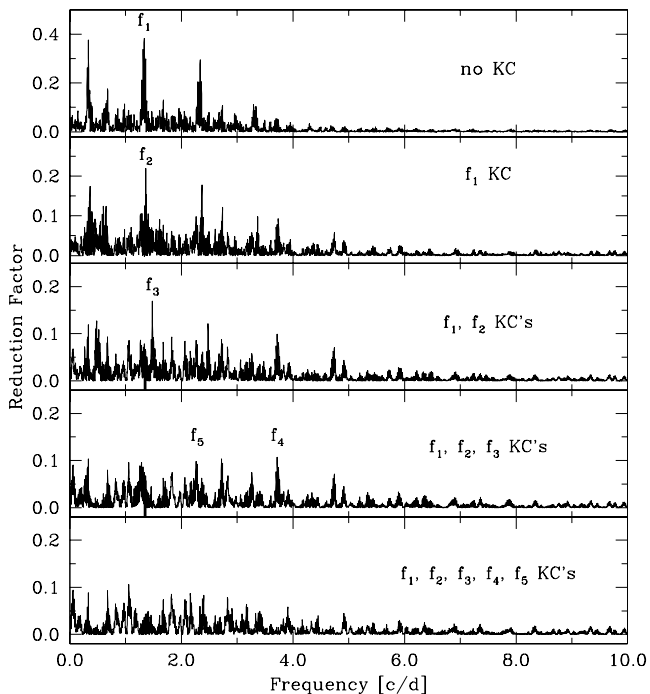 f₁
0.4
no KC
0.2
0.0
f₂
0.2
f₁ KC
0.1
0.0
f₃
0.2
f₁, f₂ KC's
0.1
0.0
0.2
f₅ f₄
f₁, f₂, f₃ KC's
0.1
0.0
0.2
f₁, f₂, f₃, f₄, f₅ KC's
0.1
0.0
0.0 2.0 4.0 6.0 8.0 10.0
Frequency [c/d]
Reduction Factor